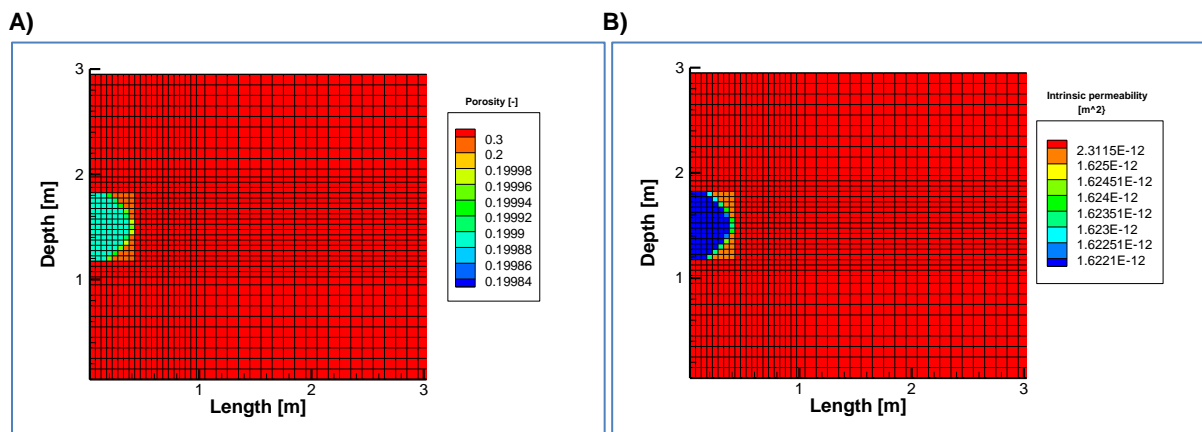 A)
B)
3
2
1
Depth [m]
1
2
3
Length [m]
Porosity [-]
0.3
0.2
0.19998
0.19996
0.19994
0.19992
0.1999
0.19988
0.19986
0.19984
3
2
1
Depth [m]
1
2
3
Length [m]
Intrinsic permeability
[m^2}
2.3115E-12
1.625E-12
1.62451E-12
1.624E-12
1.62351E-12
1.623E-12
1.62251E-12
1.6221E-12